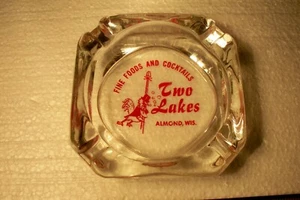 FINE FOODS AND COCKTAILS
Two
Lakes
ALMOND, WIS.